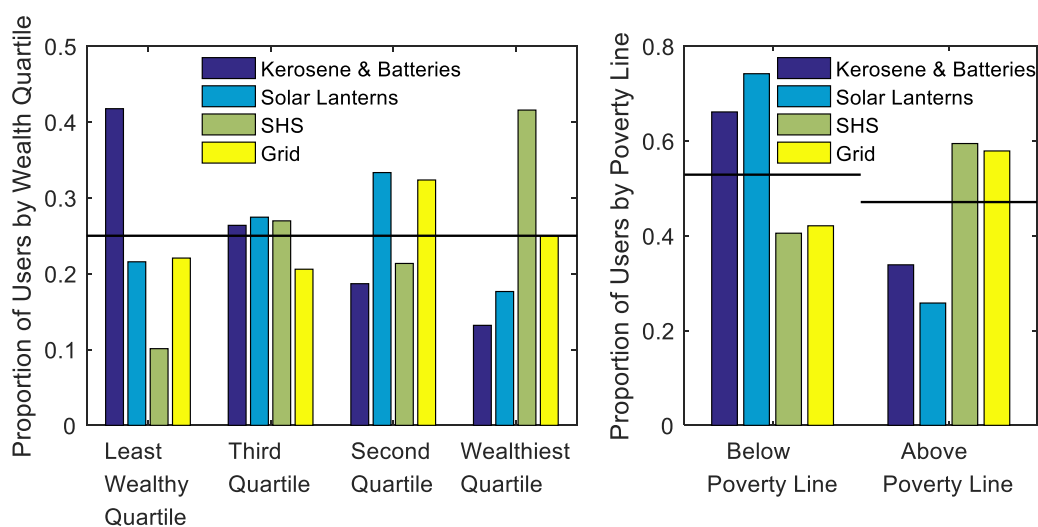 Proportion of Users by Wealth Quartile
0.5
0.4
0.3
0.2
0.1
0
Kerosene & Batteries
Solar Lanterns
SHS
Grid
Least
Wealthy
Quartile
Third
Quartile
Second
Quartile
Wealthiest
Quartile
Proportion of Users by Poverty Line
0.8
0.6
0.4
0.2
0
Kerosene & Batteries
Solar Lanterns
SHS
Grid
Below
Poverty Line
Above
Poverty Line